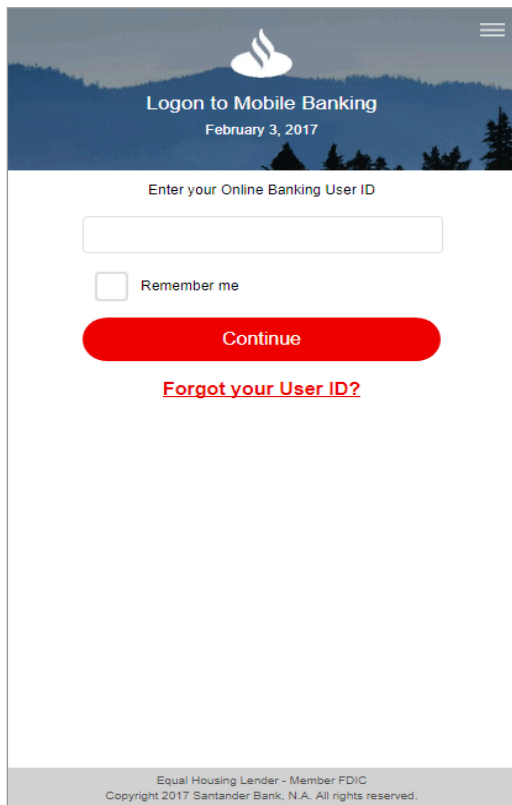 Logon to Mobile Banking
February 3, 2017
Enter your Online Banking User ID
Remember me
Continue
Forgot your User ID?
Equal Housing Lender - Member FDIC
Copyright 2017 Santander Bank, N.A. All rights reserved.